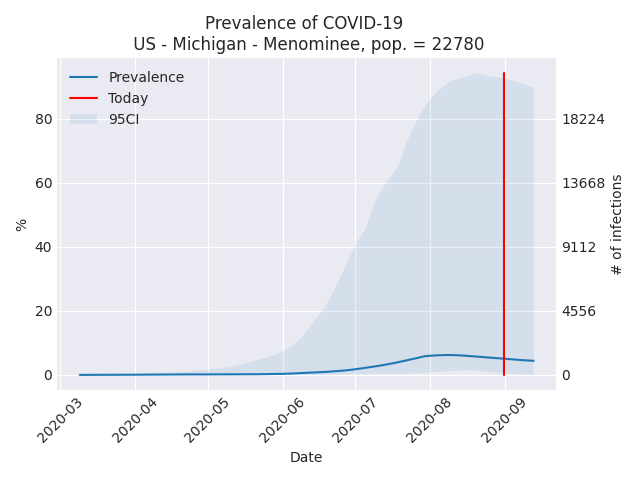 Prevalence of COVID-19
US - Michigan - Menominee, pop. = 22780
Prevalence
Today
95CI
80
60
40
20
0
%
18224
13668
9112
4556
0
# of infections
2020-03
2020-04
2020-05
2020-06
2020-07
2020-08
2020-09
Date